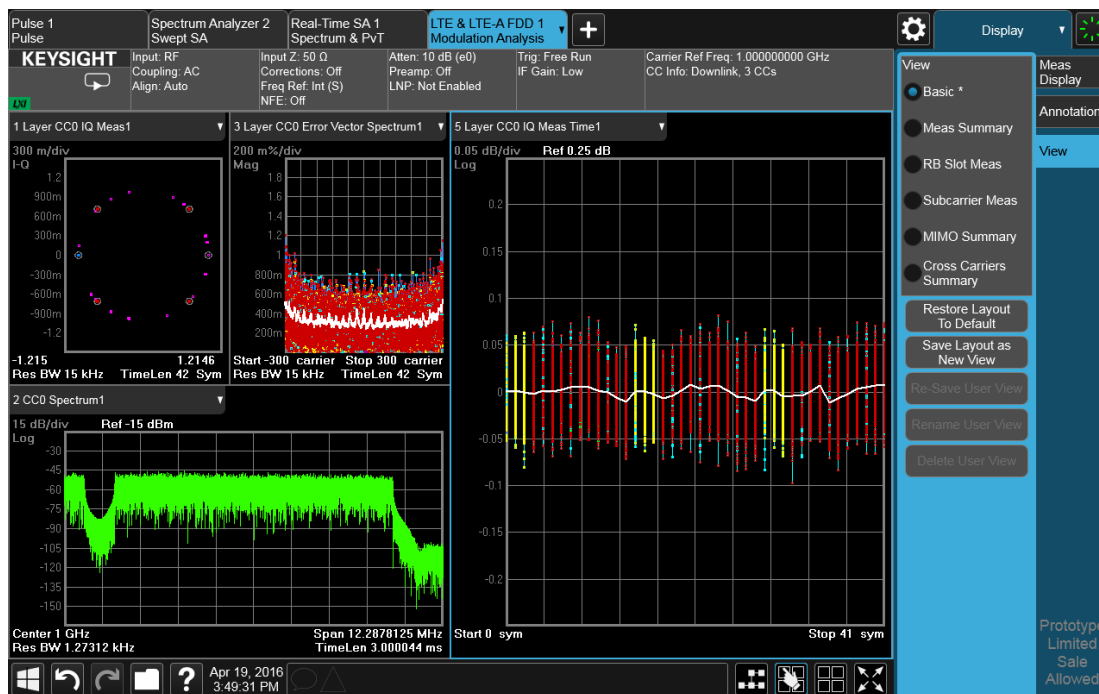 Pulse 1
Pulse
Spectrum Analyzer 2
Swept SA
Real-Time SA 1
Spectrum & PvT
LTE & LTE-A FDD 1
Modulation Analysis
Display
KEYSIGHT
LXI
Input: RF
Coupling: AC
Align: Auto
Input Z: 50 Ω
Corrections: Off
Freq Ref: Int (S)
NFE: Off
Atten: 10 dB (e0)
Preamp: Off
LNP: Not Enabled
Trig: Free Run
IF Gain: Low
Carrier Ref Freq: 1.000000000 GHz
CC Info: Downlink, 3 CCs
1 Layer CC0 IQ Meas1
300 m/div
I-Q
1.2
900m
600m
300m
0
-300m
-600m
-900m
-1.2
-1.215 1.2146
Res BW 15 kHz TimeLen 42 Sym
3 Layer CC0 Error Vector Spectrum1
200 m%/div
Mag
1.8
1.6
1.4
1.2
1
800m
600m
400m
200m
Start -300 carrier Stop 300 carrier
Res BW 15 kHz TimeLen 42 Sym
2 CC0 Spectrum1
15 dB/div Ref -15 dBm
Log
-30
-45
-60
-75
-90
-105
-120
-135
-150
Center 1 GHz Span 12.2878125 MHz
Res BW 1.27312 kHz TimeLen 3.000044 ms
5 Layer CC0 IQ Meas Time1
0.05 dB/div Ref 0.25 dB
Log
0.2
0.15
0.1
0.05
0
-0.05
-0.1
-0.15
-0.2
Start 0 sym Stop 41 sym
View
Basic *
Meas Summary
RB Slot Meas
Subcarrier Meas
MIMO Summary
Cross Carriers
Summary
Restore Layout
To Default
Save Layout as
New View
Re-Save User View
Rename User View
Delete User View
Meas
Display
Annotation
View
Prototype
Limited
Sale
Allowed
?
Apr 19, 2016
3:49:31 PM